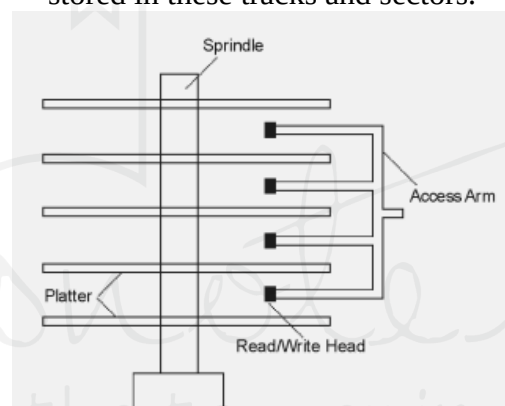 stored in these tracks and sectors.
Sprindle
Access Arm
Platter
Read/Write Head